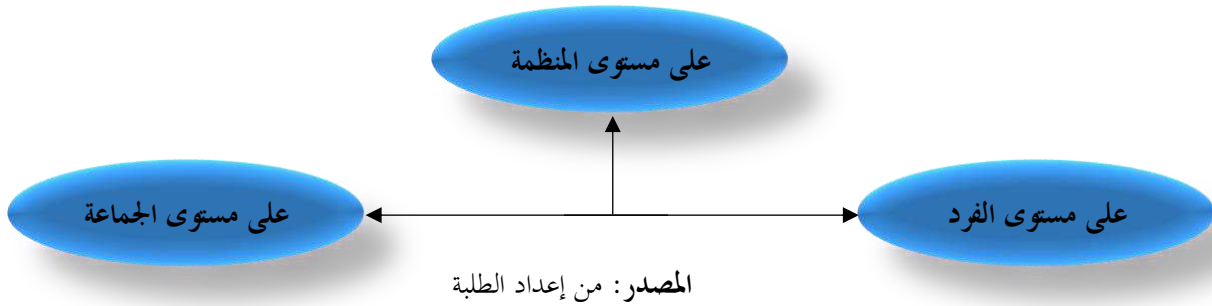 على مستوى المنظمة
على مستوى الفرد
على مستوى الجماعة
المصدر: من إعداد الطلبة